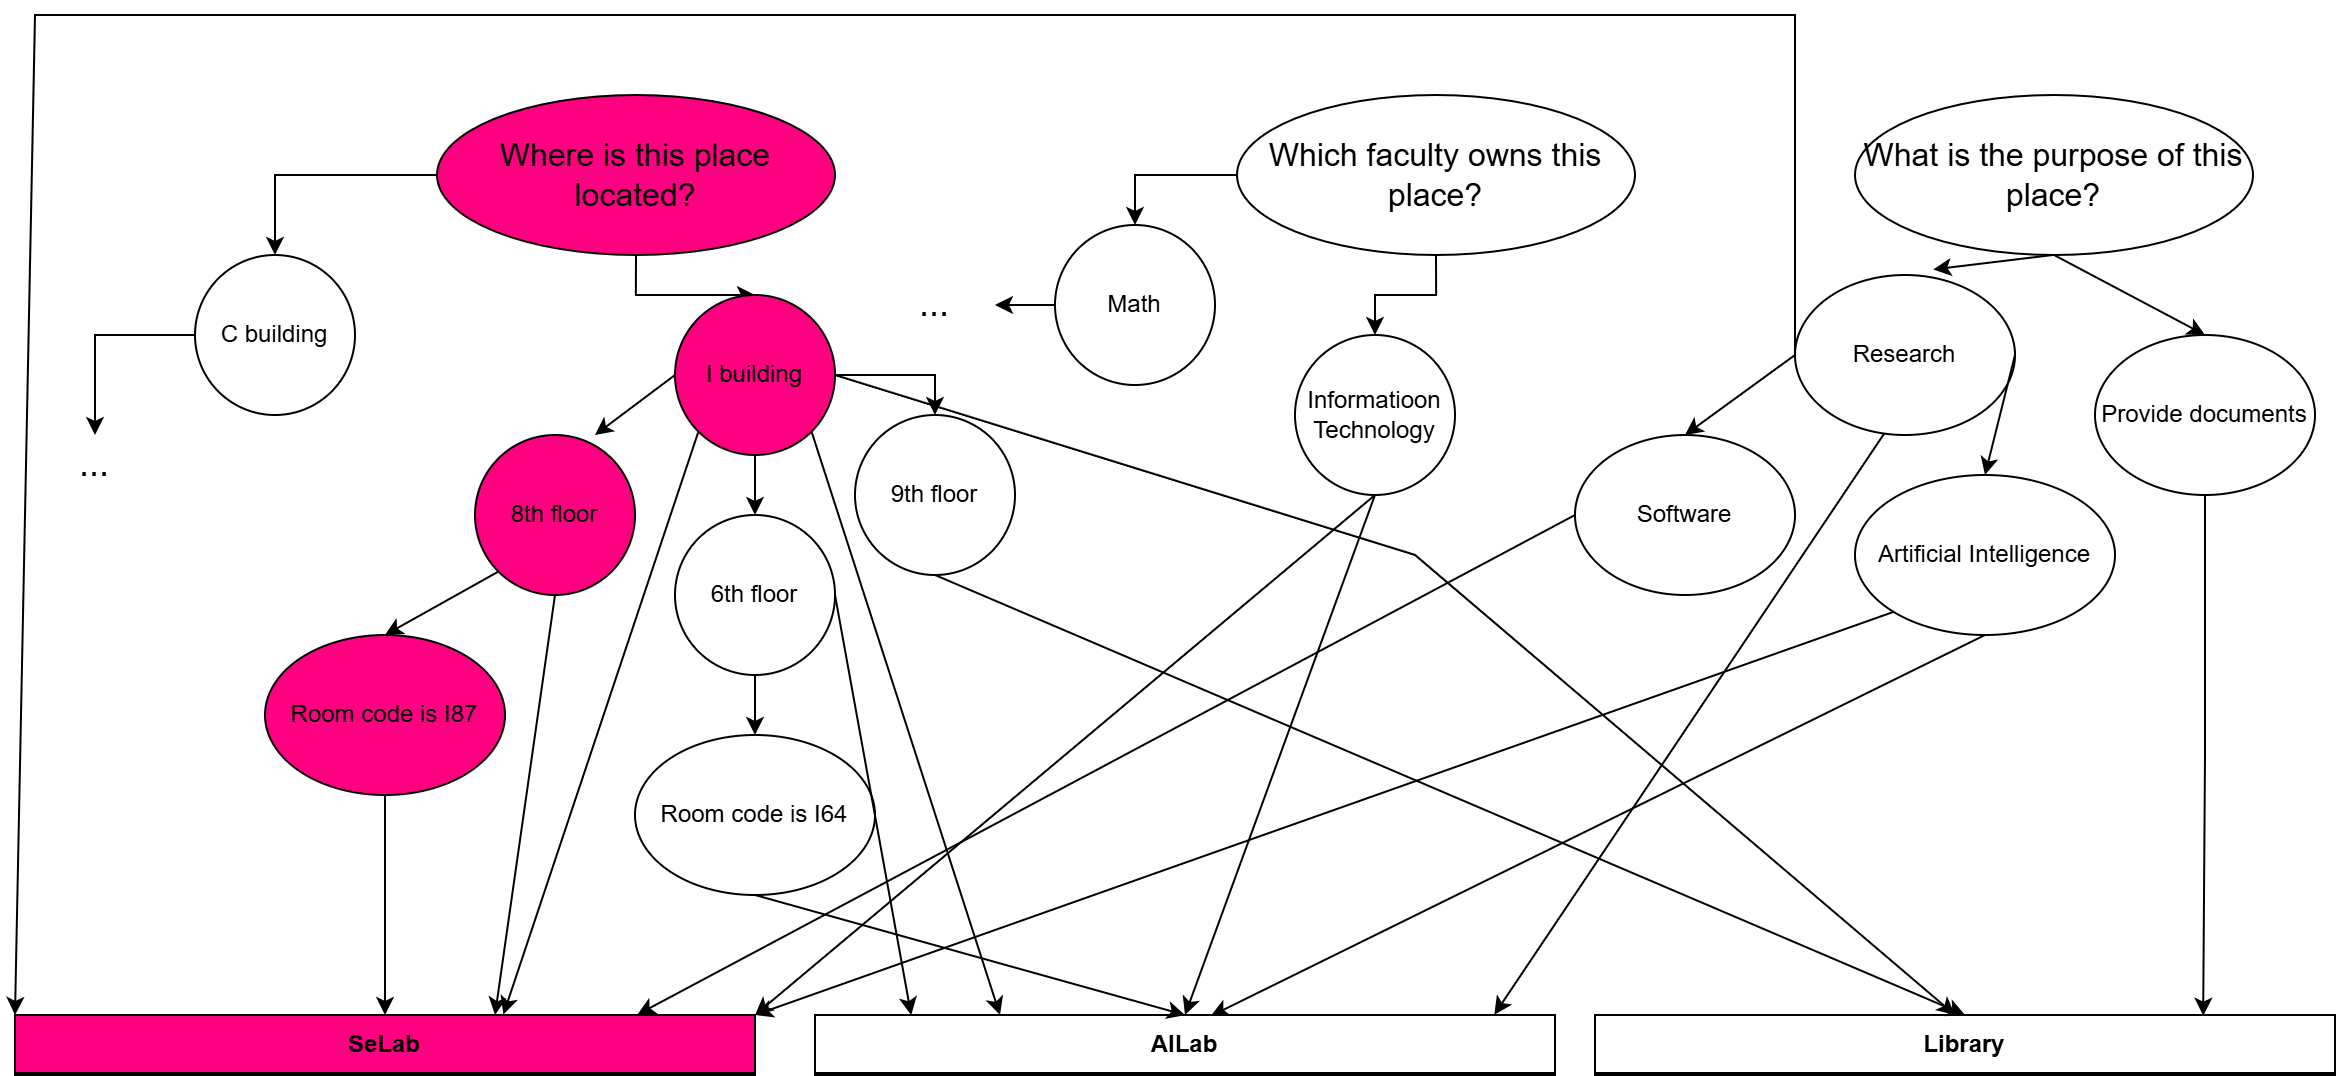 Where is this place
located?
Which faculty owns this
place?
What is the purpose of this
place?
C building
...
I building
...
Math
Informatioon
Technology
Research
Provide documents
8th floor
9th floor
6th floor
Software
Artificial Intelligence
Room code is I87
Room code is I64
SeLab
AILab
Library